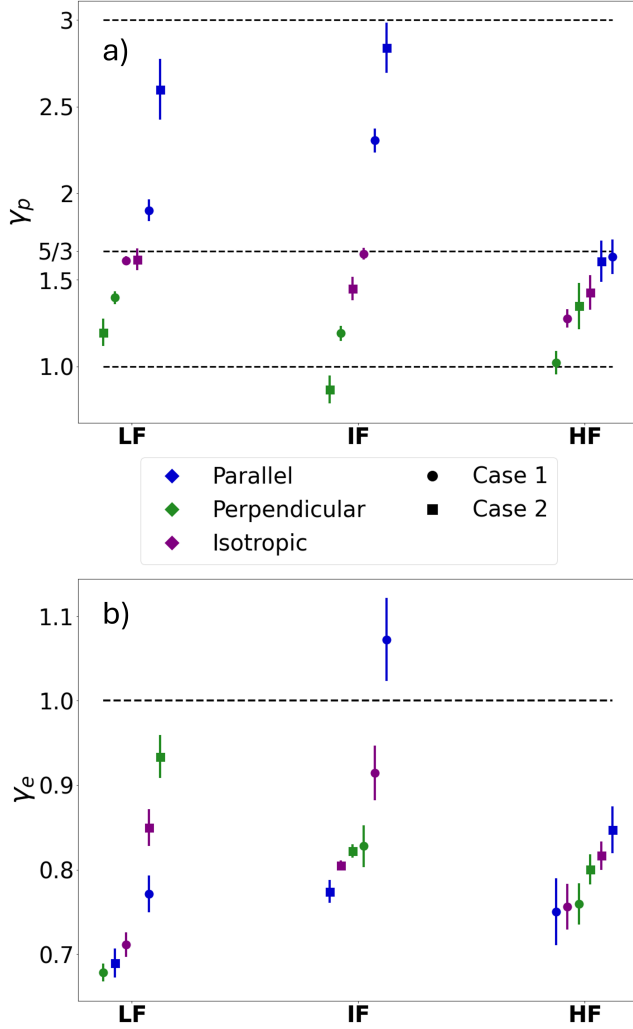 a)
γp
3
2.5
2
5/3
1.5
1.0
LF IF HF
Parallel Case 1
Perpendicular Case 2
Isotropic
b)
γe
1.1
1.0
0.9
0.8
0.7
LF IF HF